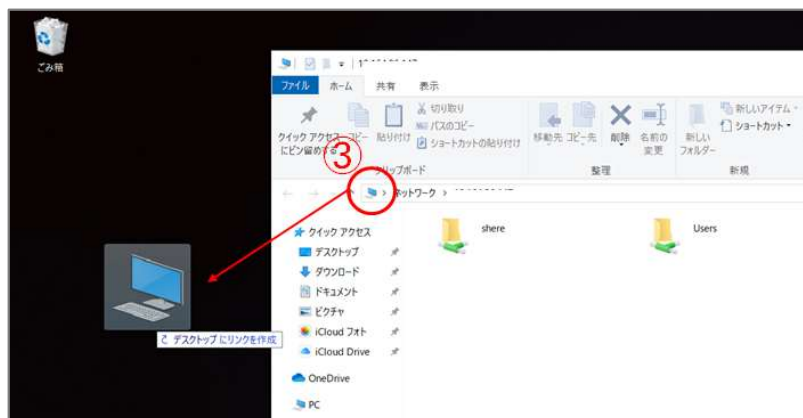 ごみ箱
ファイル ホーム 共有 表示
クイック アクセス
にピン留めする
コピー
貼り付け
切り取り
パスのコピー
ショートカットの貼り付け
移動先
コピー先
削除
名前の
変更
新しい
フォルダー
新しいアイテム
ショートカット
クリップボード
整理
新規
③
ネットワーク
クイック アクセス
デスクトップ
ダウンロード
ドキュメント
ピクチャ
iCloud フォト
iCloud Drive
OneDrive
PC
shere
Users
デスクトップ にリンクを作成